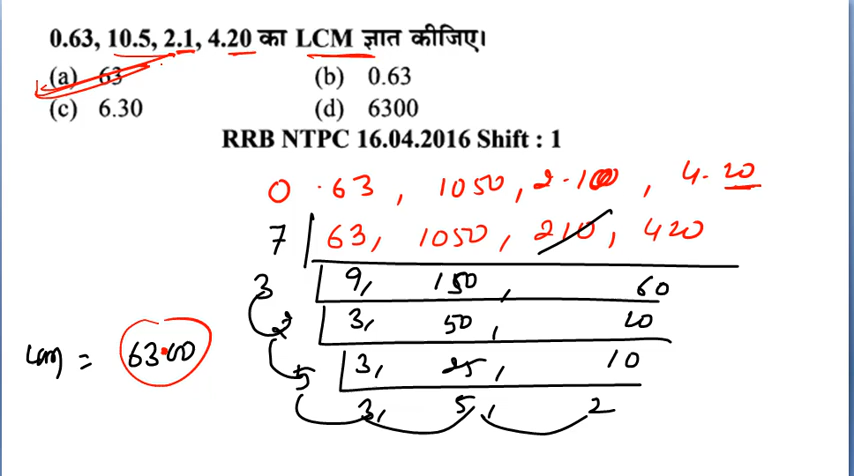 0.63, 10.5, 2.1, 4.20 का LCM ज्ञात कीजिए।
(a) 63 (b) 0.63
(c) 6.30 (d) 6300
RRB NTPC 16.04.2016 Shift : 1
0.63, 1050, 2.100, 4.20
7 63, 1050, 210, 420
3 9, 150, 60
2 3, 50, 20
5 3, 25, 10
3, 5, 2
Lcm = 63.00